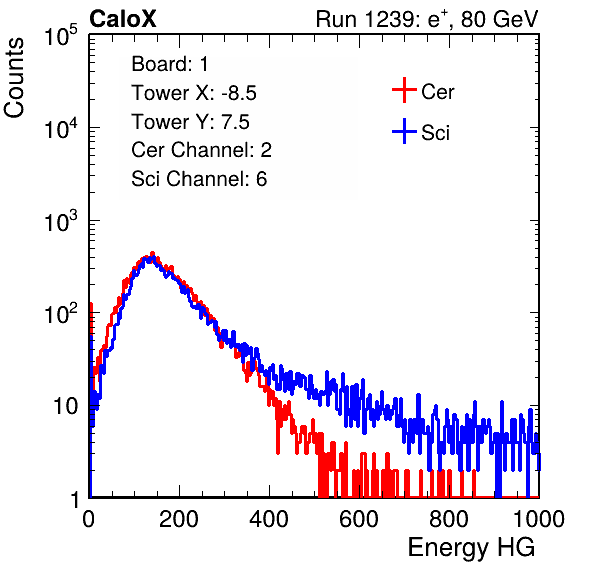 CaloX Run 1239: e⁺, 80 GeV
Counts
Board: 1
Tower X: -8.5
Tower Y: 7.5
Cer Channel: 2
Sci Channel: 6
Cer
Sci
10⁵
10⁴
10³
10²
10
1
0 200 400 600 800 1000
Energy HG